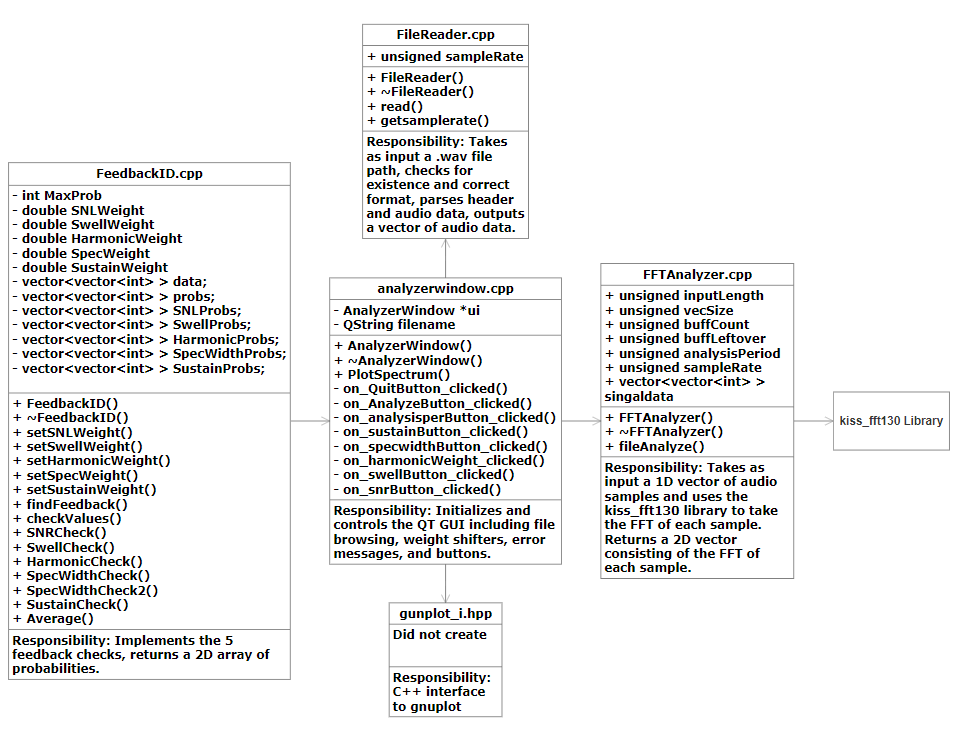 FileReader.cpp
+ unsigned sampleRate
+ FileReader()
+ ~FileReader()
+ read()
+ getsamplerate()
Responsibility: Takes
as input a .wav file
path, checks for
existence and correct
format, parses header
and audio data, outputs
a vector of audio data.
FeedbackID.cpp
- int MaxProb
- double SNLWeight
- double SwellWeight
- double HarmonicWeight
- double SpecWeight
- double SustainWeight
- vector<vector<int> > data;
- vector<vector<int> > probs;
- vector<vector<int> > SNLProbs;
- vector<vector<int> > SwellProbs;
- vector<vector<int> > HarmonicProbs;
- vector<vector<int> > SpecWidthProbs;
- vector<vector<int> > SustainProbs;
+ FeedbackID()
+ ~FeedbackID()
+ setSNLWeight()
+ setSwellWeight()
+ setHarmonicWeight()
+ setSpecWeight()
+ setSustainWeight()
+ findFeedback()
+ checkValues()
+ SNRCheck()
+ SwellCheck()
+ HarmonicCheck()
+ SpecWidthCheck()
+ SpecWidthCheck2()
+ SustainCheck()
+ Average()
Responsibility: Implements the 5
feedback checks, returns a 2D array of
probabilities.
analyzerwindow.cpp
- AnalyzerWindow *ui
- QString filename
+ AnalyzerWindow()
+ ~AnalyzerWindow()
+ PlotSpectrum()
- on_QuitButton_clicked()
- on_AnalyzeButton_clicked()
- on_analysisperButton_clicked()
- on_sustainButton_clicked()
- on_specwidthButton_clicked()
- on_harmonicWeight_clicked()
- on_swellButton_clicked()
- on_snrButton_clicked()
Responsibility: Initializes and
controls the QT GUI including file
browsing, weight shifters, error
messages, and buttons.
FFTAnalyzer.cpp
+ unsigned inputLength
+ unsigned vecSize
+ unsigned buffCount
+ unsigned buffLeftover
+ unsigned analysisPeriod
+ unsigned sampleRate
+ vector<vector<int> >
singaldata
+ FFTAnalyzer()
+ ~FFTAnalyzer()
+ fileAnalyze()
Responsibility: Takes as
input a 1D vector of audio
samples and uses the
kiss_fft130 library to take
the FFT of each sample.
Returns a 2D vector
consisting of the FFT of
each sample.
kiss_fft130 Library
gunplot_i.hpp
Did not create
Responsibility:
C++ interface
to gnuplot